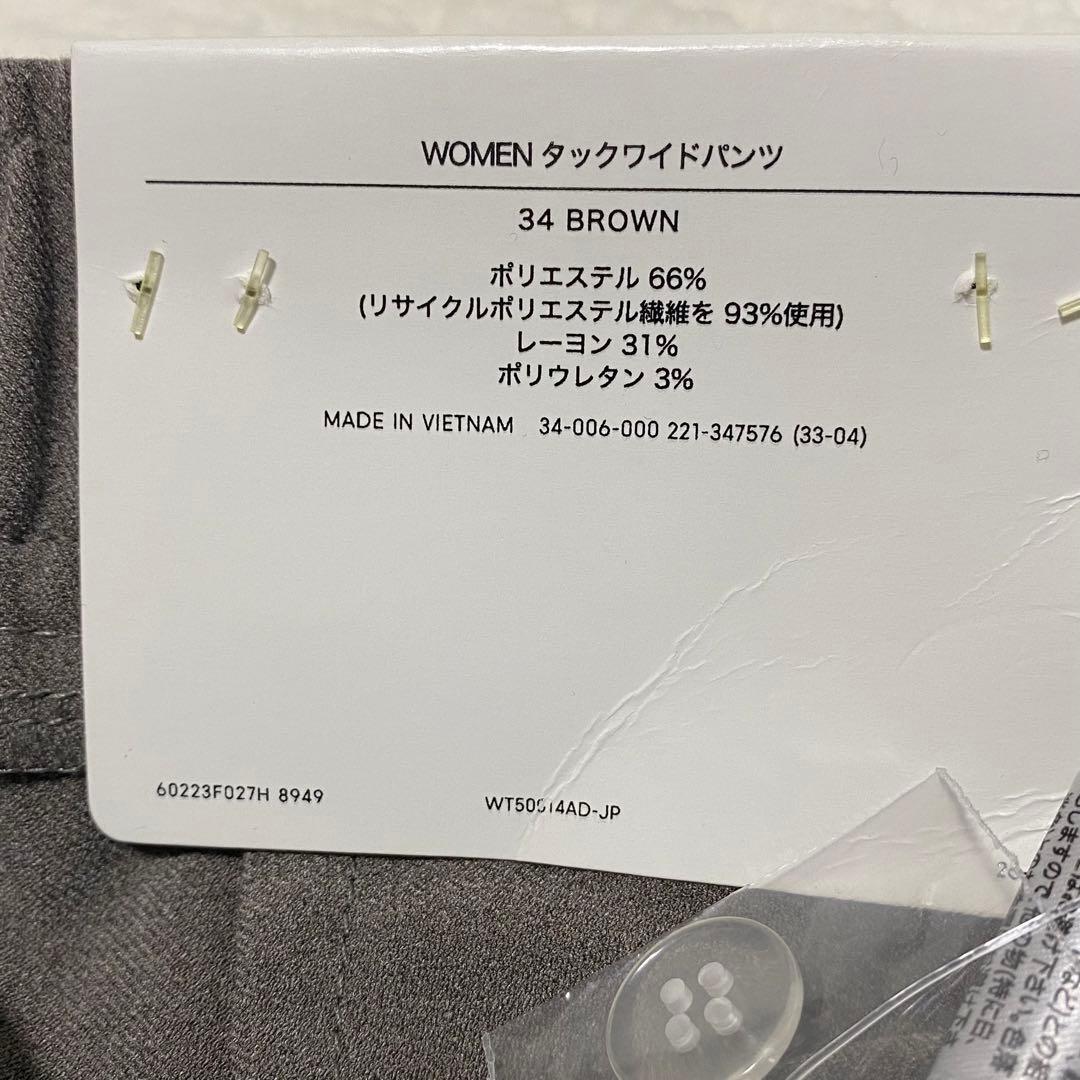 WOMEN タックワイドパンツ
34 BROWN
ポリエステル 66%
(リサイクルポリエステル繊維を 93%使用)
レーヨン 31%
ポリウレタン 3%
MADE IN VIETNAM 34-006-000 221-347576 (33-04)
60223F027H 8949
WT50514AD-JP